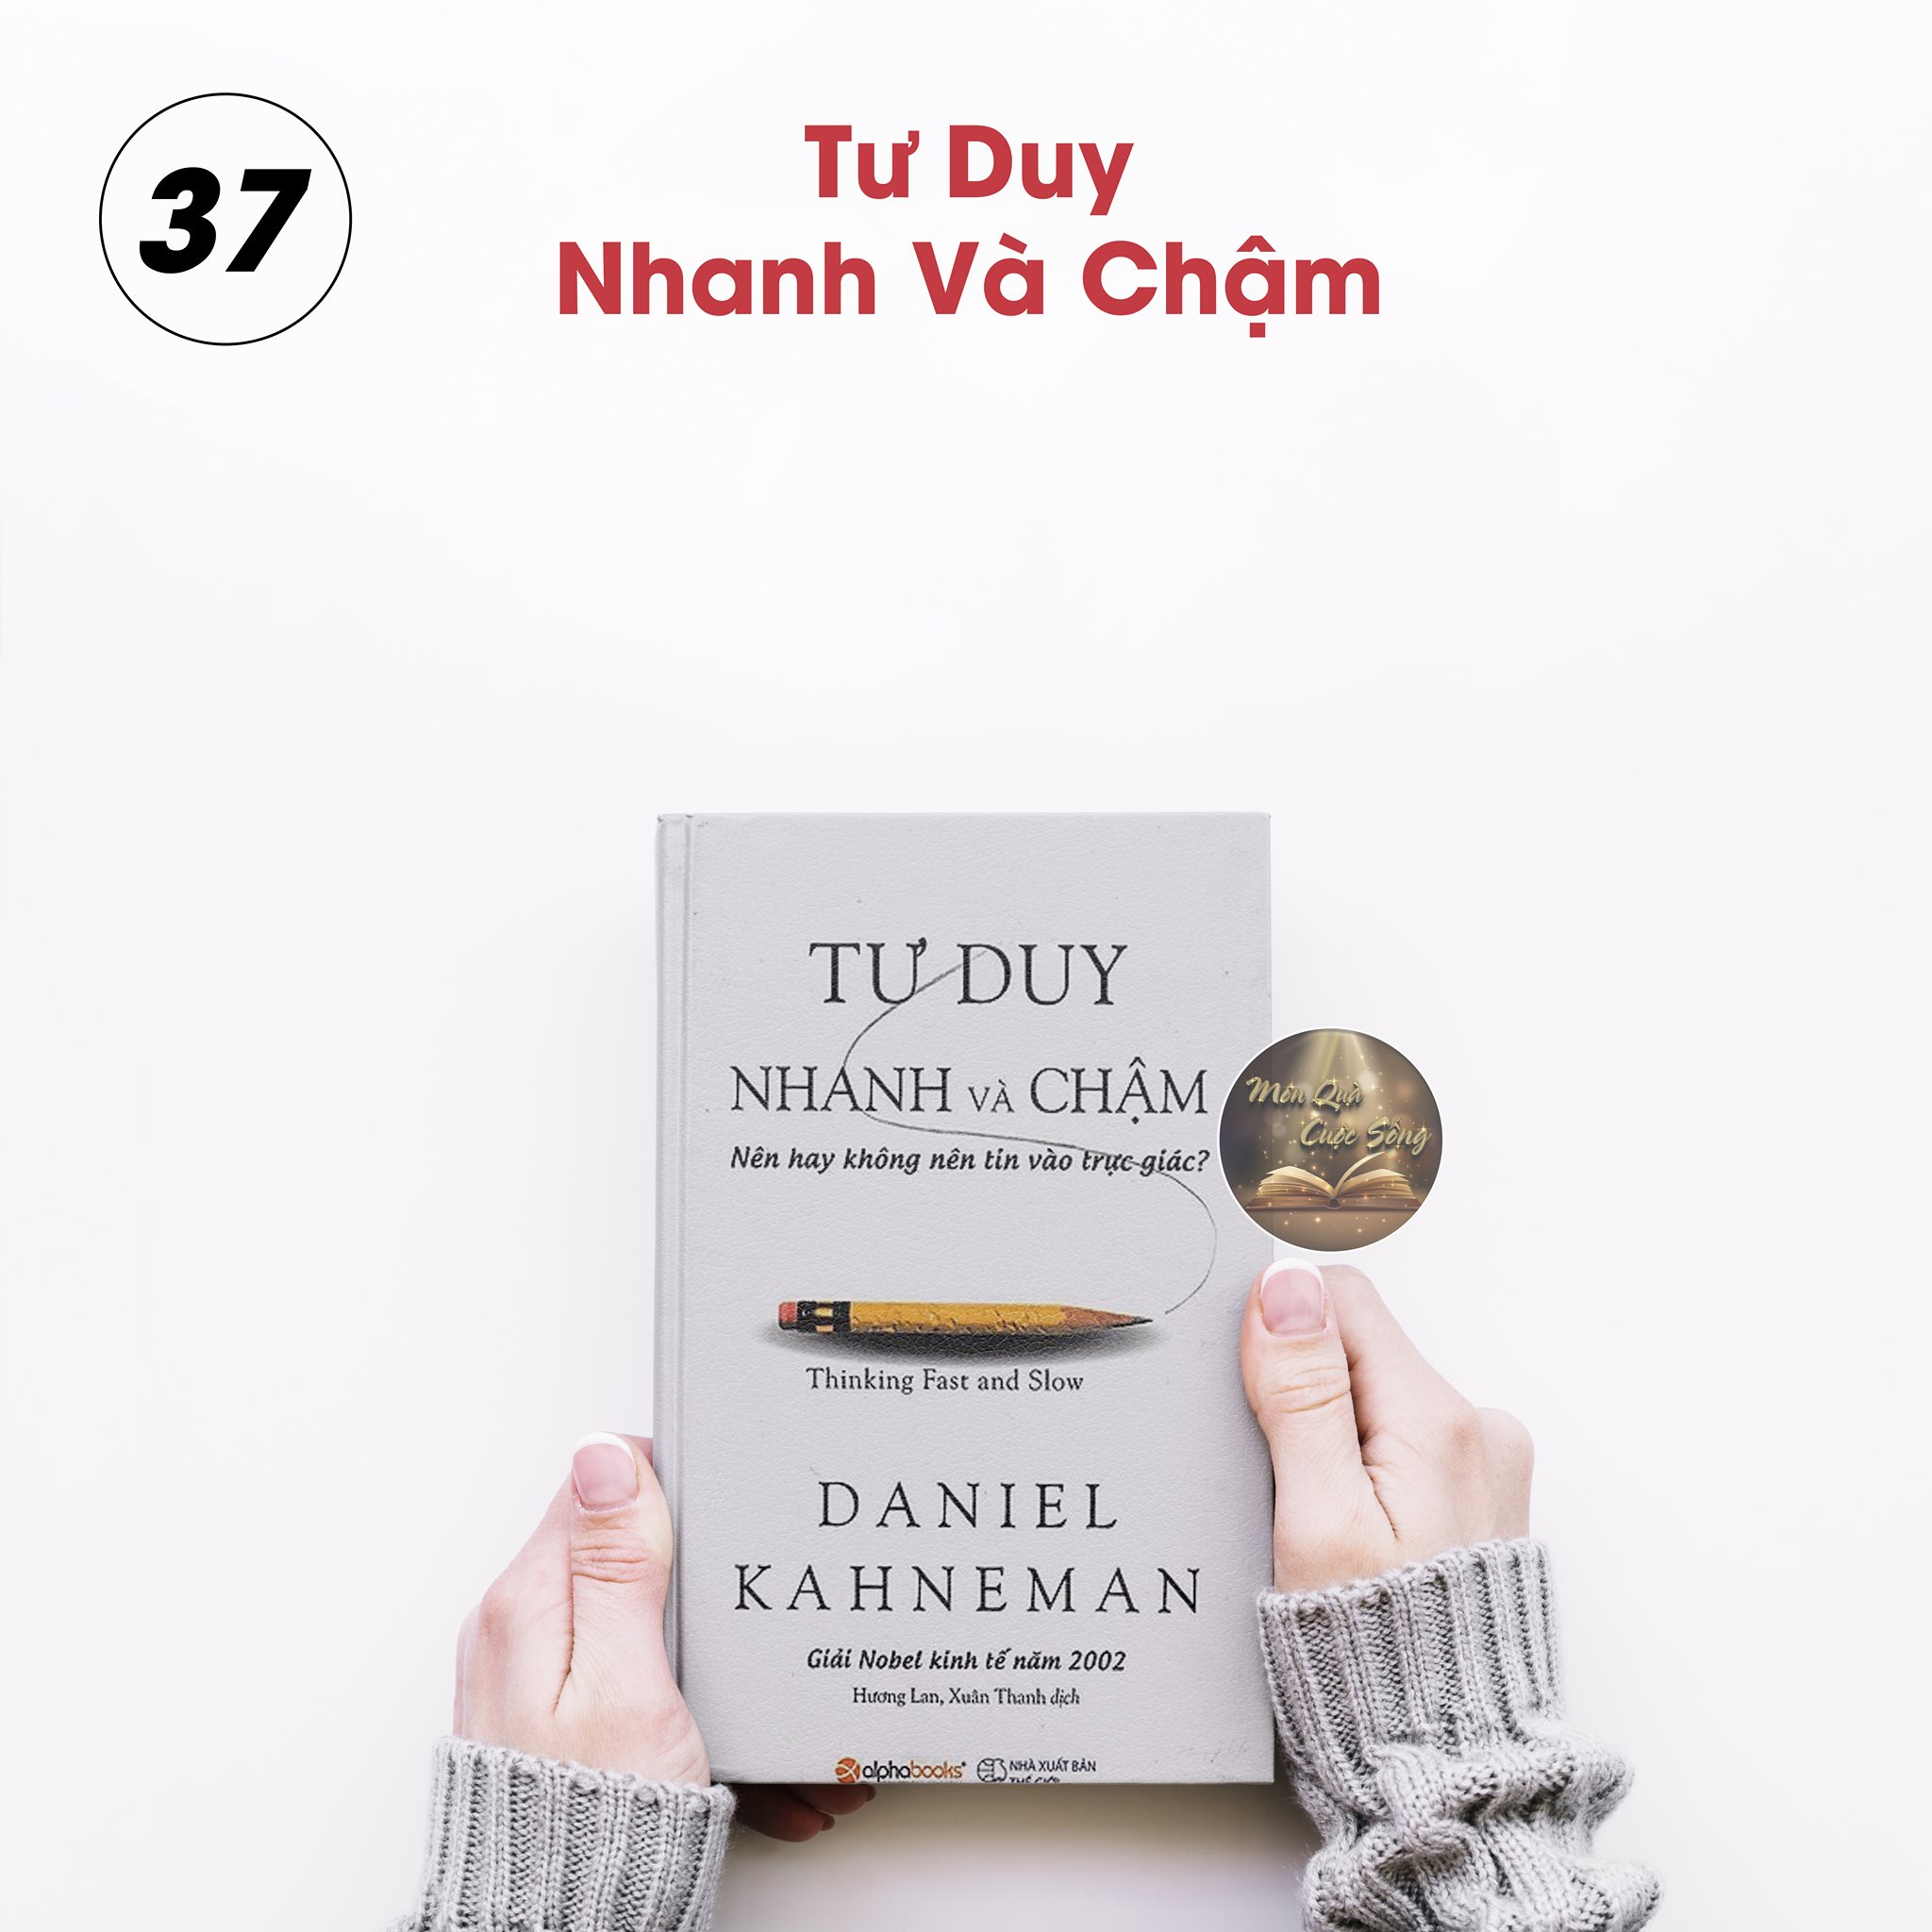 37
Tư Duy
Nhanh Và Chậm
TƯ DUY
NHANH VÀ CHẬM
Nên hay không nên tin vào trực giác?
Món Quà
Cuộc Sống
Thinking Fast and Slow
DANIEL
KAHNEMAN
Giải Nobel kinh tế năm 2002
Hương Lan, Xuân Thanh dịch
alphabooks
NHÀ XUẤT BẢN
THẾ GIỚI